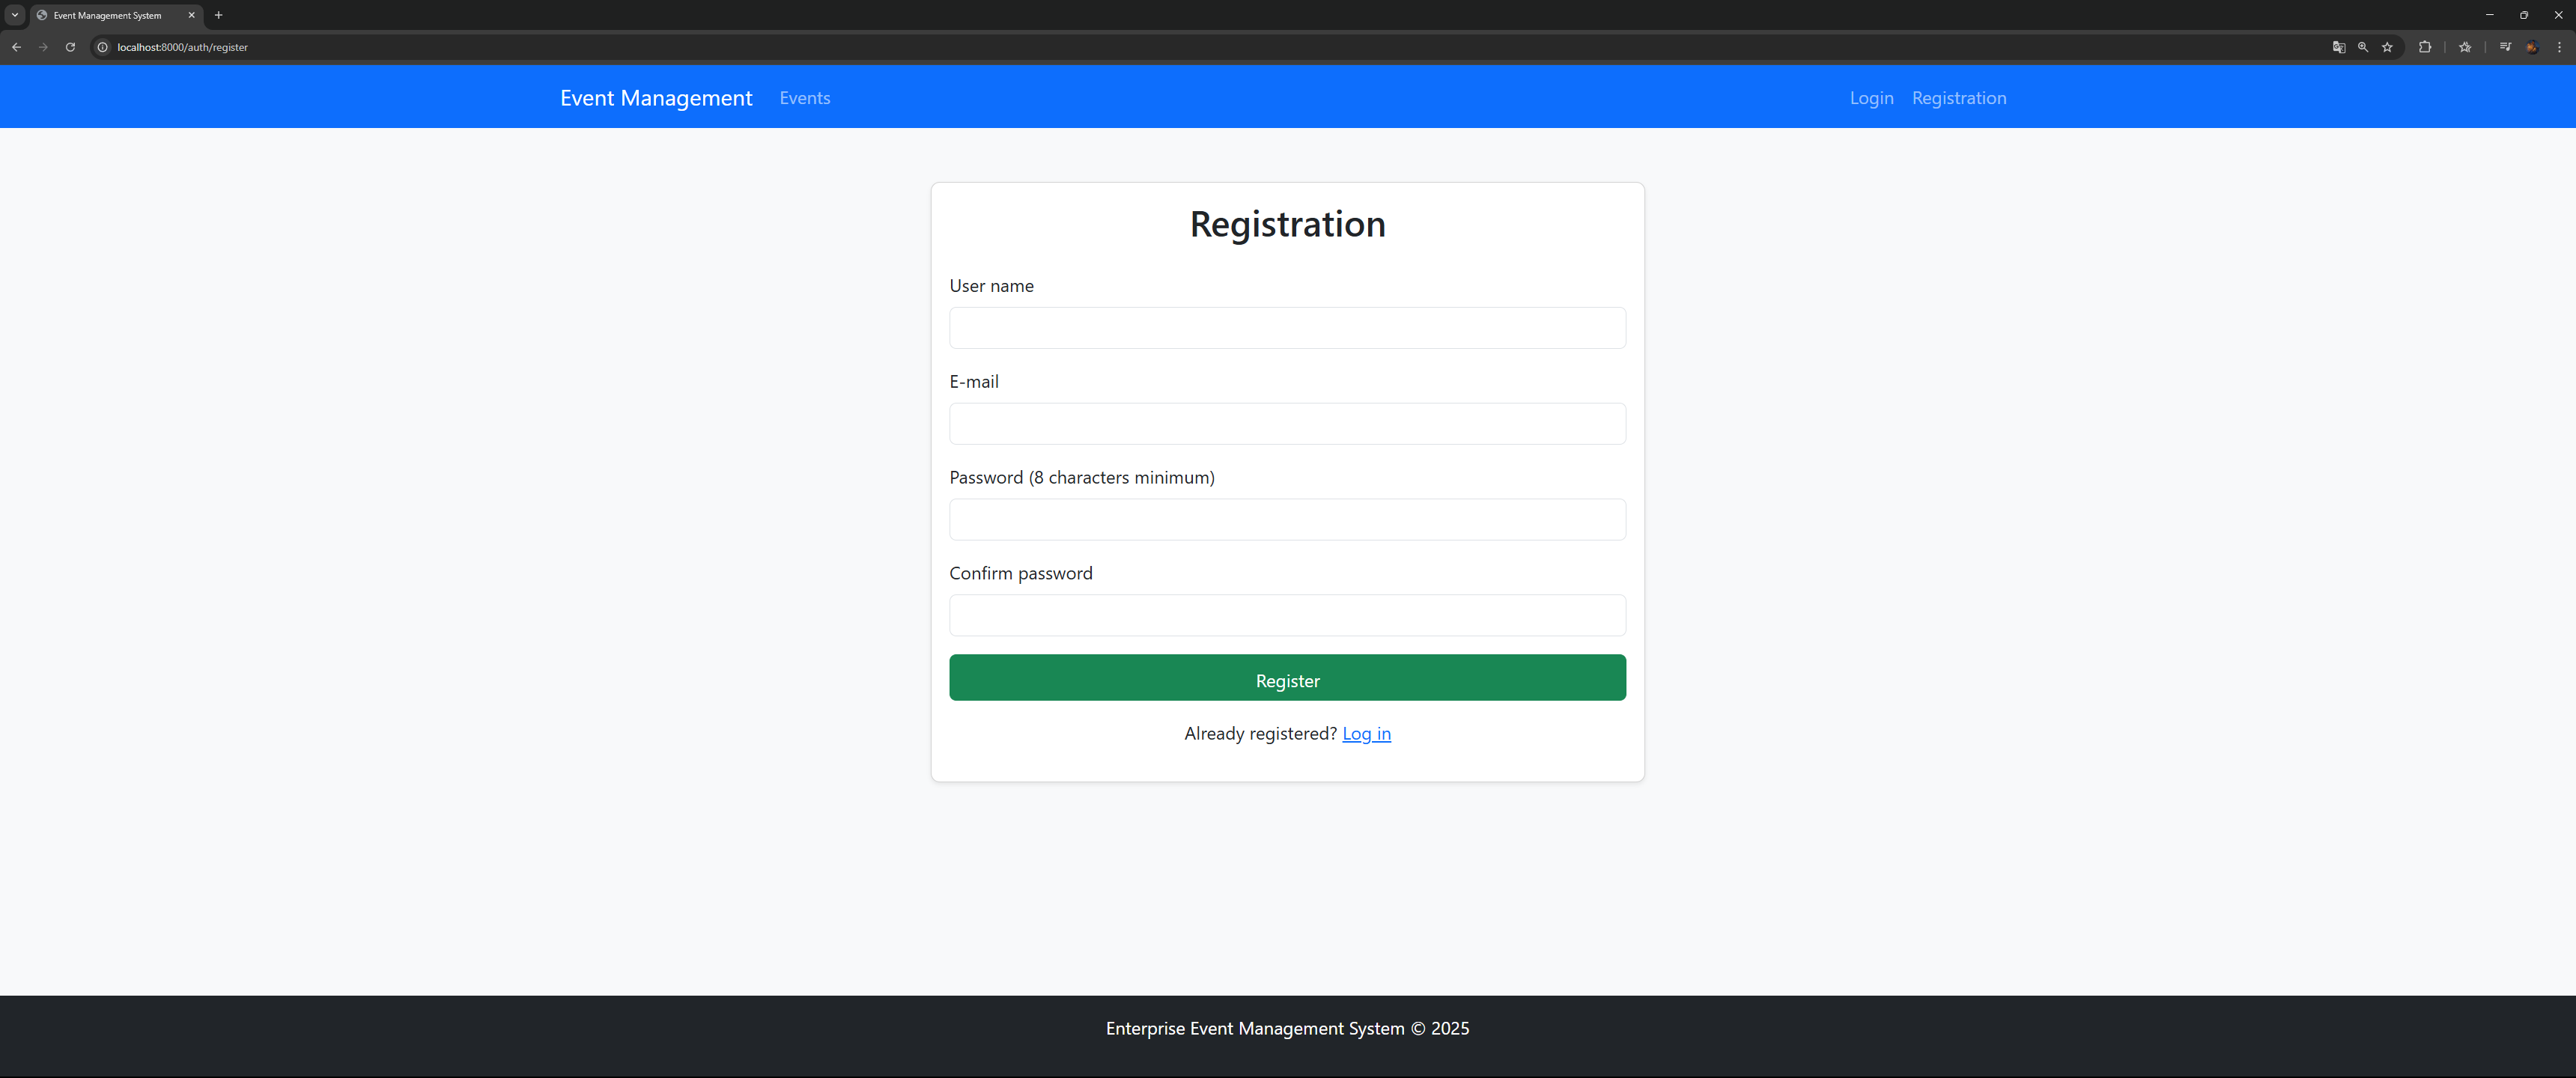 Event Management System
localhost:8000/auth/register
Event Management Events Login Registration
Registration
User name
E-mail
Password (8 characters minimum)
Confirm password
Register
Already registered? Log in
Enterprise Event Management System © 2025